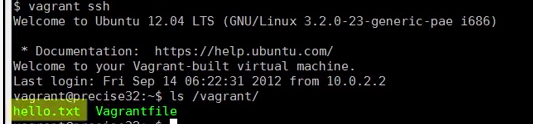 $ vagrant ssh
Welcome to Ubuntu 12.04 LTS (GNU/Linux 3.2.0-23-generic-pae i686)
* Documentation:  https://help.ubuntu.com/
Welcome to your Vagrant-built virtual machine.
Last login: Fri Sep 14 06:22:31 2012 from 10.0.2.2
vagrant@precise32:~$ ls /vagrant/
hello.txt  Vagrantfile
vagrant@precise32:~$